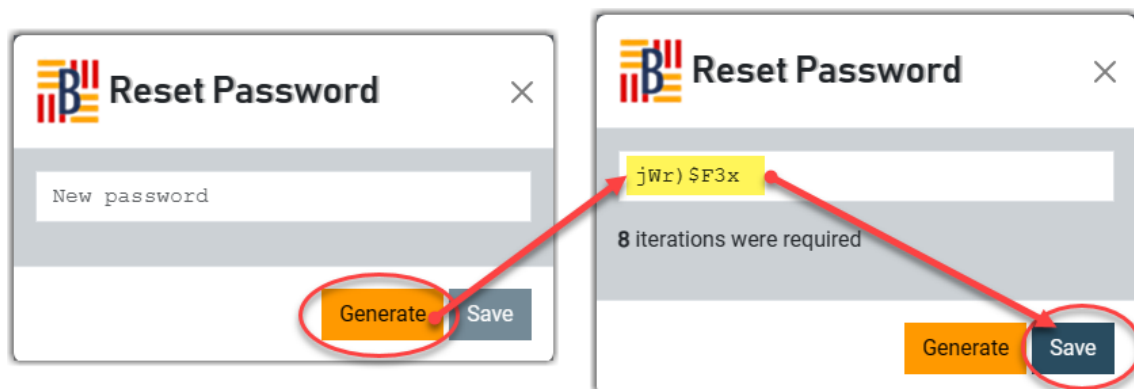 B Reset Password
New password
Generate Save
B Reset Password
jWr)$F3x
8 iterations were required
Generate Save